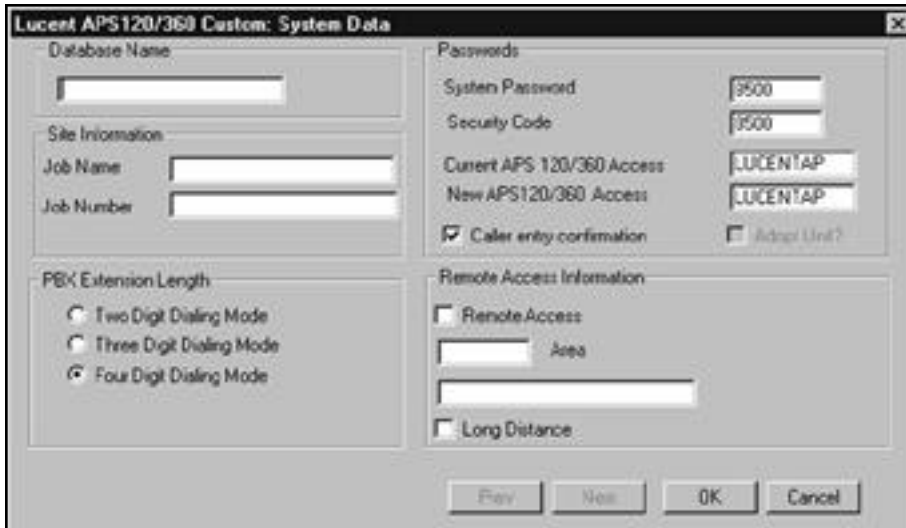 Lucent APS120/360 Custom: System Data
Database Name
Site Information
Job Name
Job Number
PBX Extension Length
Two Digit Dialing Mode
Three Digit Dialing Mode
Four Digit Dialing Mode
Passwords
System Password
Security Code
Current APS 120/360 Access LUCENTAP
New APS120/360 Access LUCENTAP
Caller entry confirmation
Adopt Unit?
Remote Access Information
Remote Access
Area
Long Distance
Prev
OK
Cancel